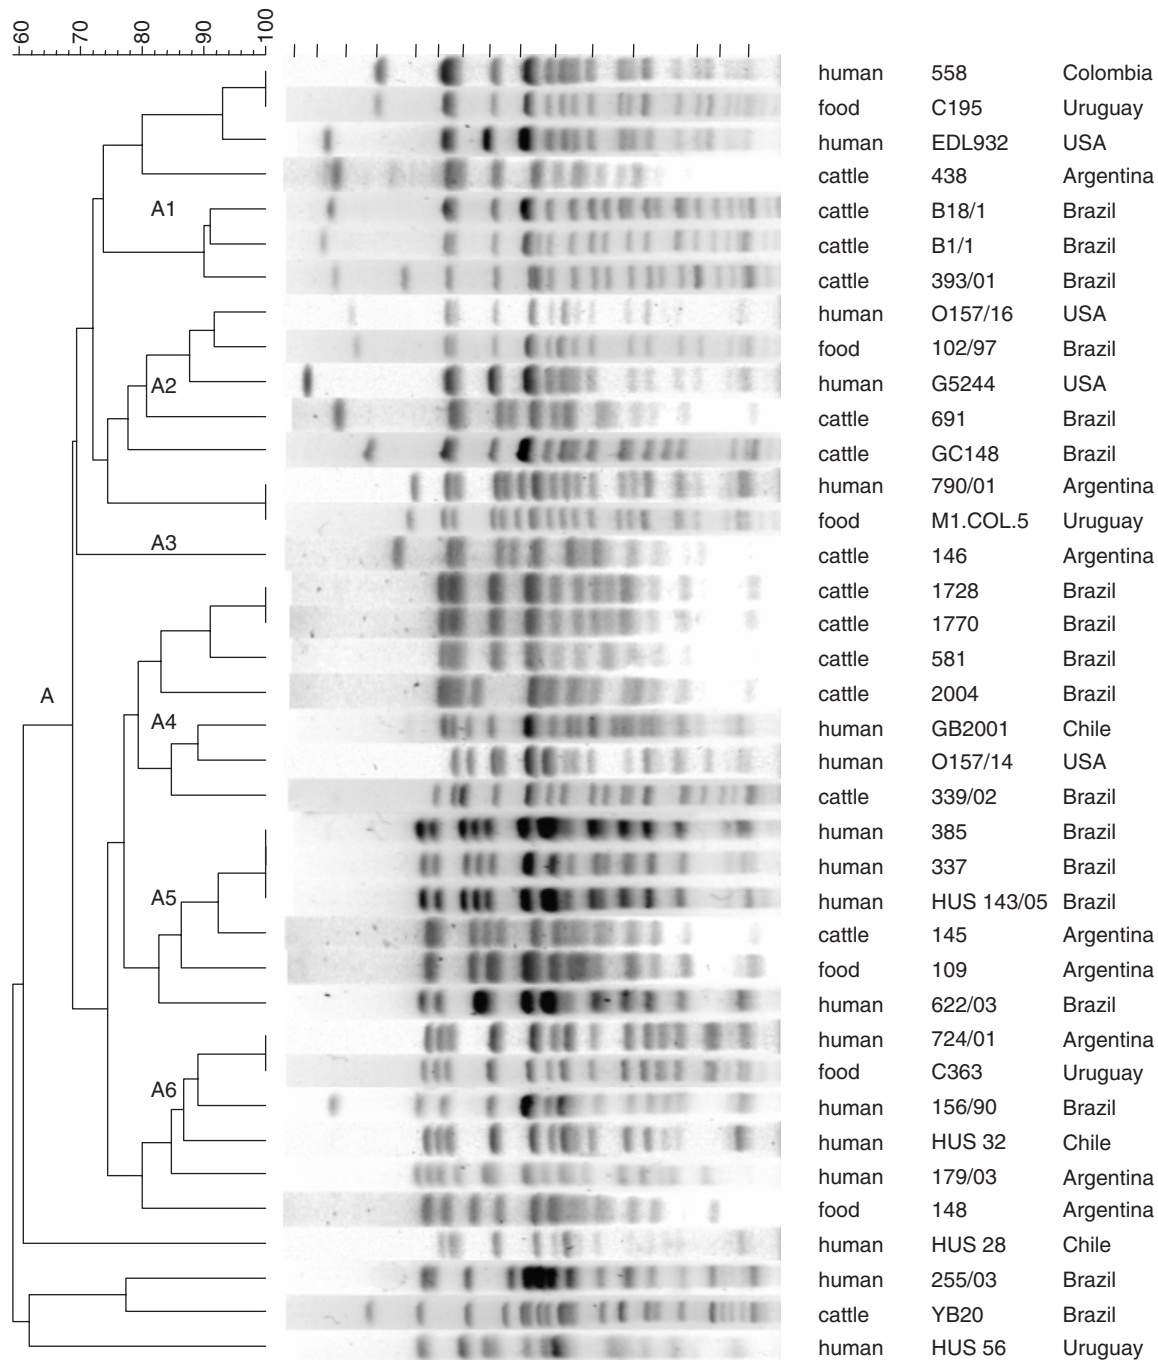 60 70 80 90 100
human 558 Colombia
food C195 Uruguay
human EDL932 USA
cattle 438 Argentina
A1 cattle B18/1 Brazil
cattle B1/1 Brazil
cattle 393/01 Brazil
human O157/16 USA
food 102/97 Brazil
A2 human G5244 USA
cattle 691 Brazil
cattle GC148 Brazil
human 790/01 Argentina
food M1.COL.5 Uruguay
A3 cattle 146 Argentina
cattle 1728 Brazil
cattle 1770 Brazil
cattle 581 Brazil
A cattle 2004 Brazil
A4 human GB2001 Chile
human O157/14 USA
cattle 339/02 Brazil
human 385 Brazil
human 337 Brazil
A5 human HUS 143/05 Brazil
cattle 145 Argentina
food 109 Argentina
human 622/03 Brazil
human 724/01 Argentina
food C363 Uruguay
A6 human 156/90 Brazil
human HUS 32 Chile
human 179/03 Argentina
food 148 Argentina
human HUS 28 Chile
human 255/03 Brazil
cattle YB20 Brazil
human HUS 56 Uruguay